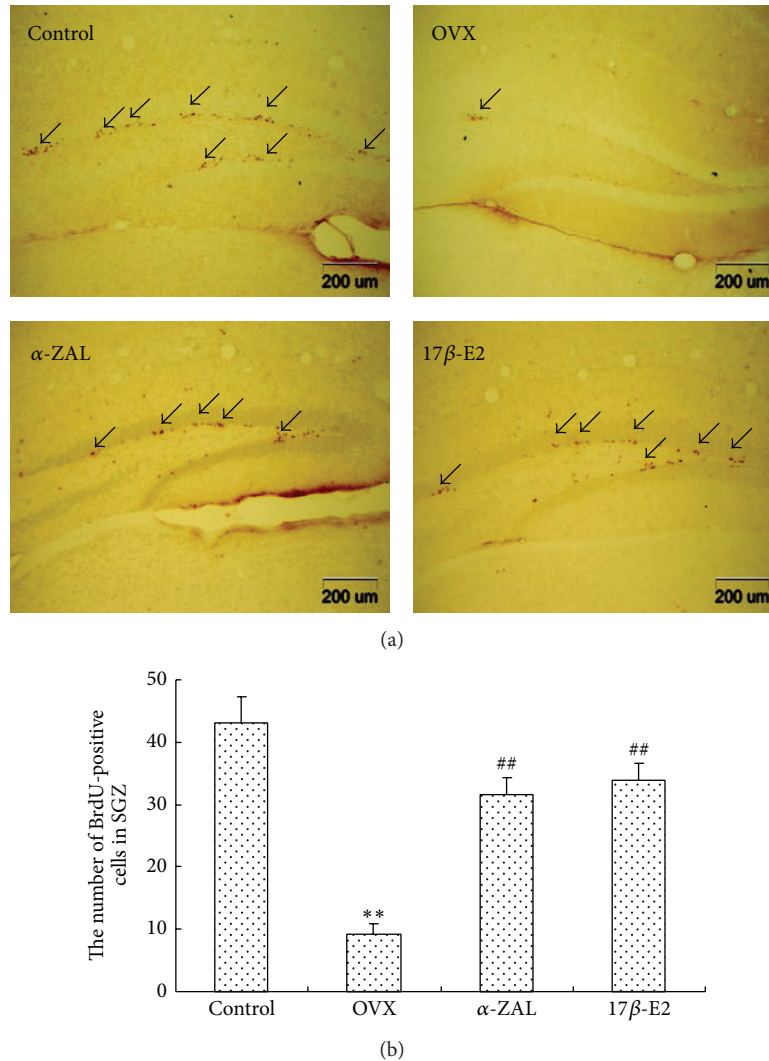 Control
OVX
200 um
200 um
α-ZAL
17β-E2
200 um
200 um
(a)
50
40
30
20
10
0
The number of BrdU-positive
cells in SGZ
**
##
##
Control
OVX
α-ZAL
17β-E2
(b)